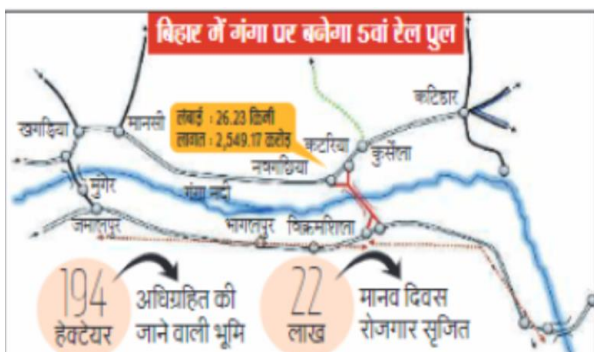 बिहार में गंगा पर बनेगा 5वां रेल पुल
लंबाई : 26.23 किमी
लागत : 2,549.17 करोड़
खगड़िया
मानसी
कटिहार
कटरिया
कुर्सेला
नवगछिया
मुंगेर
गंगा नदी
जमालपुर
भागलपुर
विक्रमशिला
194
हेक्टेयर
अधिग्रहित की
जाने वाली भूमि
22
लाख
मानव दिवस
रोजगार सृजित